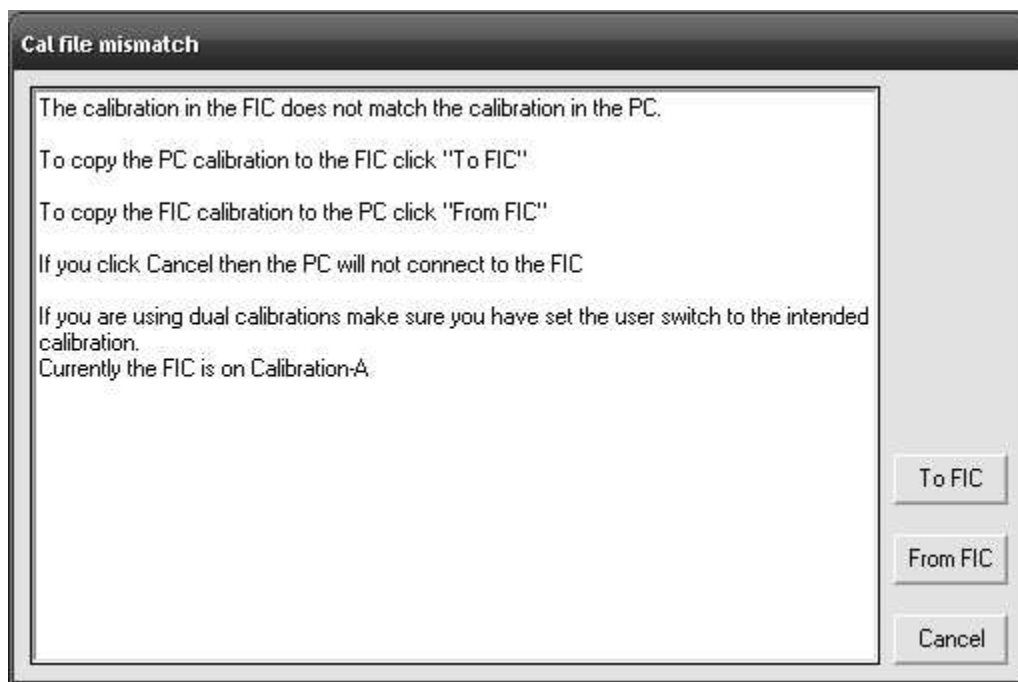 Cal file mismatch
The calibration in the FIC does not match the calibration in the PC.
To copy the PC calibration to the FIC click "To FIC"
To copy the FIC calibration to the PC click "From FIC"
If you click Cancel then the PC will not connect to the FIC
If you are using dual calibrations make sure you have set the user switch to the intended
calibration.
Currently the FIC is on Calibration-A
To FIC
From FIC
Cancel